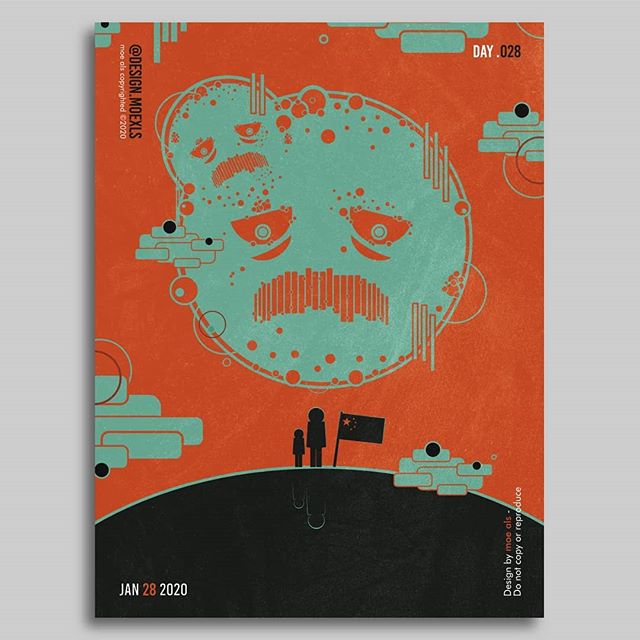 @DESIGN.MOEXLS
moe als copyrighted ©2020
DAY .028
Design by moe als -
Do not copy or reproduce
JAN 28 2020